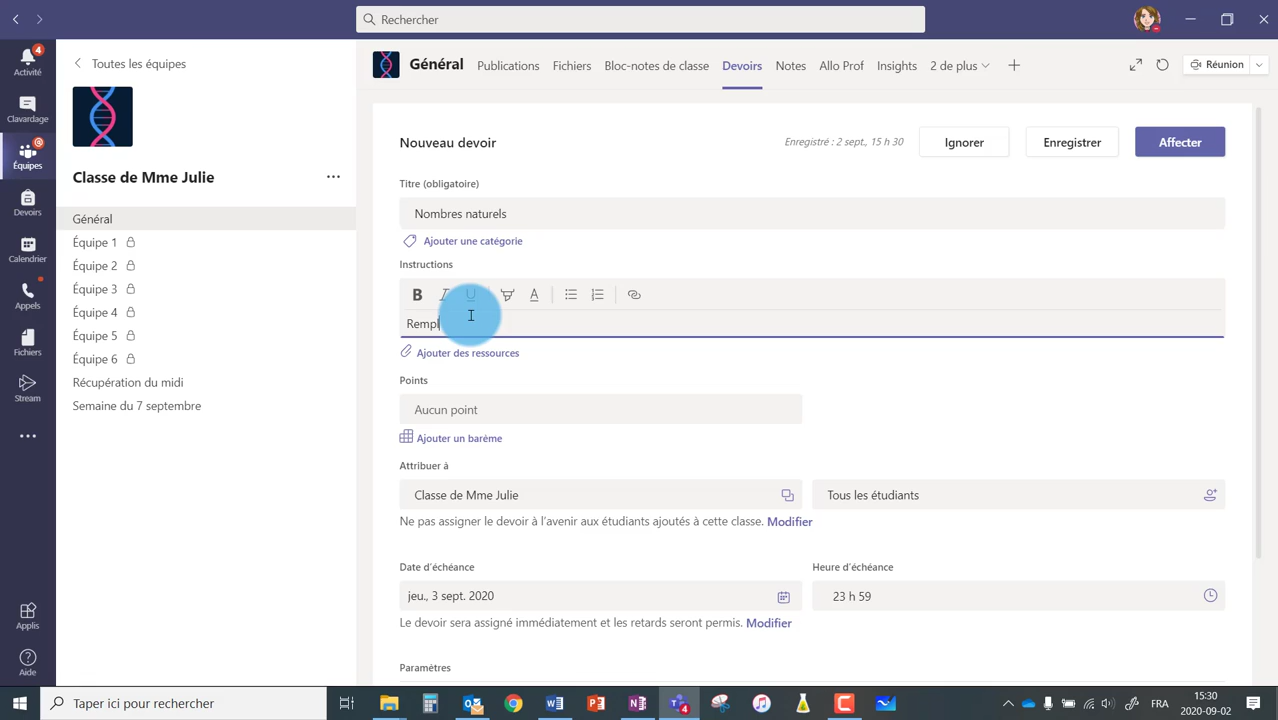 Rechercher
Activité
4
Clavardage
Équipes
Devoirs
Calendrier
Appels
Fichiers
Stream
Applis
Aide
Toutes les équipes
Classe de Mme Julie
Général
Équipe 1
Équipe 2
Équipe 3
Équipe 4
Équipe 5
Équipe 6
Récupération du midi
Semaine du 7 septembre
Général Publications Fichiers Bloc-notes de classe Devoirs Notes Allo Prof Insights 2 de plus Réunion
Nouveau devoir Enregistré : 2 sept., 15 h 30 Ignorer Enregistrer Affecter
Titre (obligatoire)
Nombres naturels
Ajouter une catégorie
Instructions
B I U A
Rempl
Ajouter des ressources
Points
Aucun point
Ajouter un barème
Attribuer à
Classe de Mme Julie Tous les étudiants
Ne pas assigner le devoir à l'avenir aux étudiants ajoutés à cette classe. Modifier
Date d'échéance Heure d'échéance
jeu., 3 sept. 2020 23 h 59
Le devoir sera assigné immédiatement et les retards seront permis. Modifier
Paramètres
Taper ici pour rechercher
4
FRA
15:30
2020-09-02